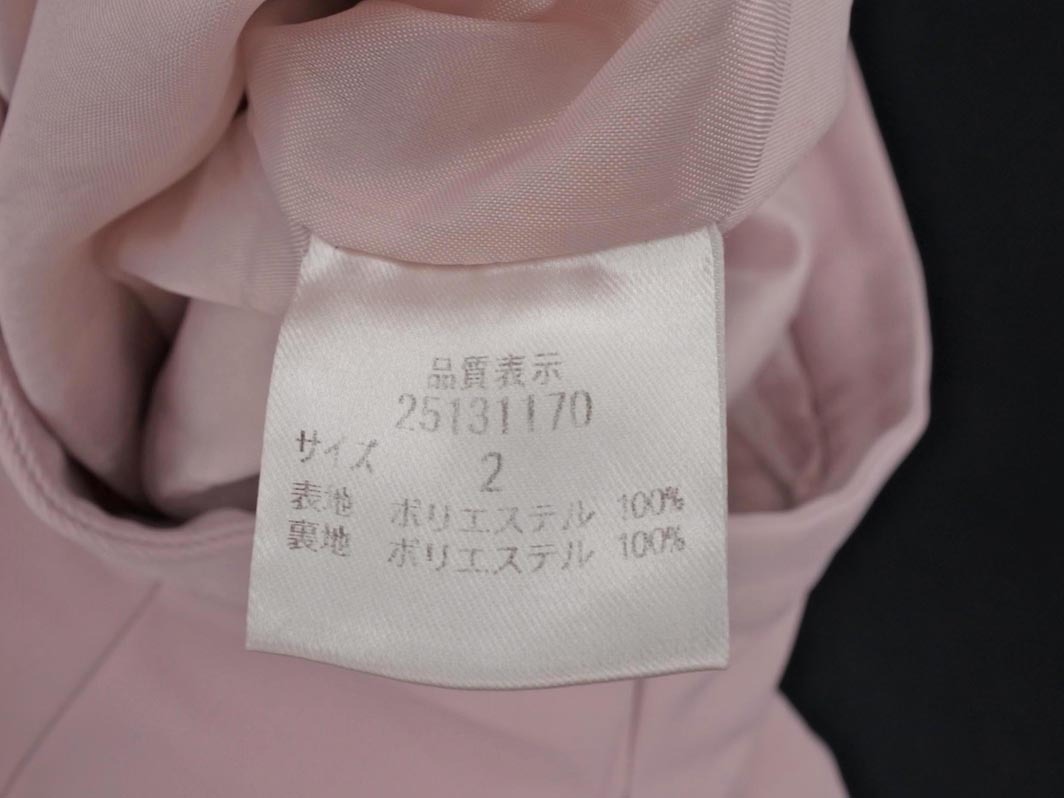 品質表示
25131170
サイズ 2
表地 ポリエステル 100%
裏地 ポリエステル 100%